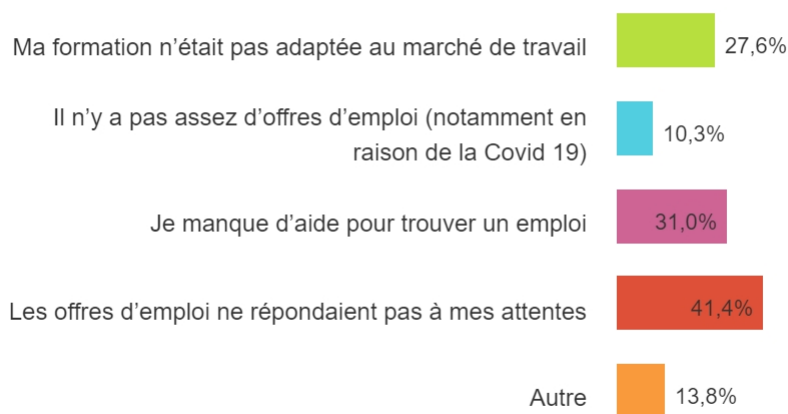 Ma formation n'était pas adaptée au marché de travail 27,6%
Il n'y a pas assez d'offres d'emploi (notamment en
raison de la Covid 19) 10,3%
Je manque d'aide pour trouver un emploi 31,0%
Les offres d'emploi ne répondaient pas à mes attentes 41,4%
Autre 13,8%